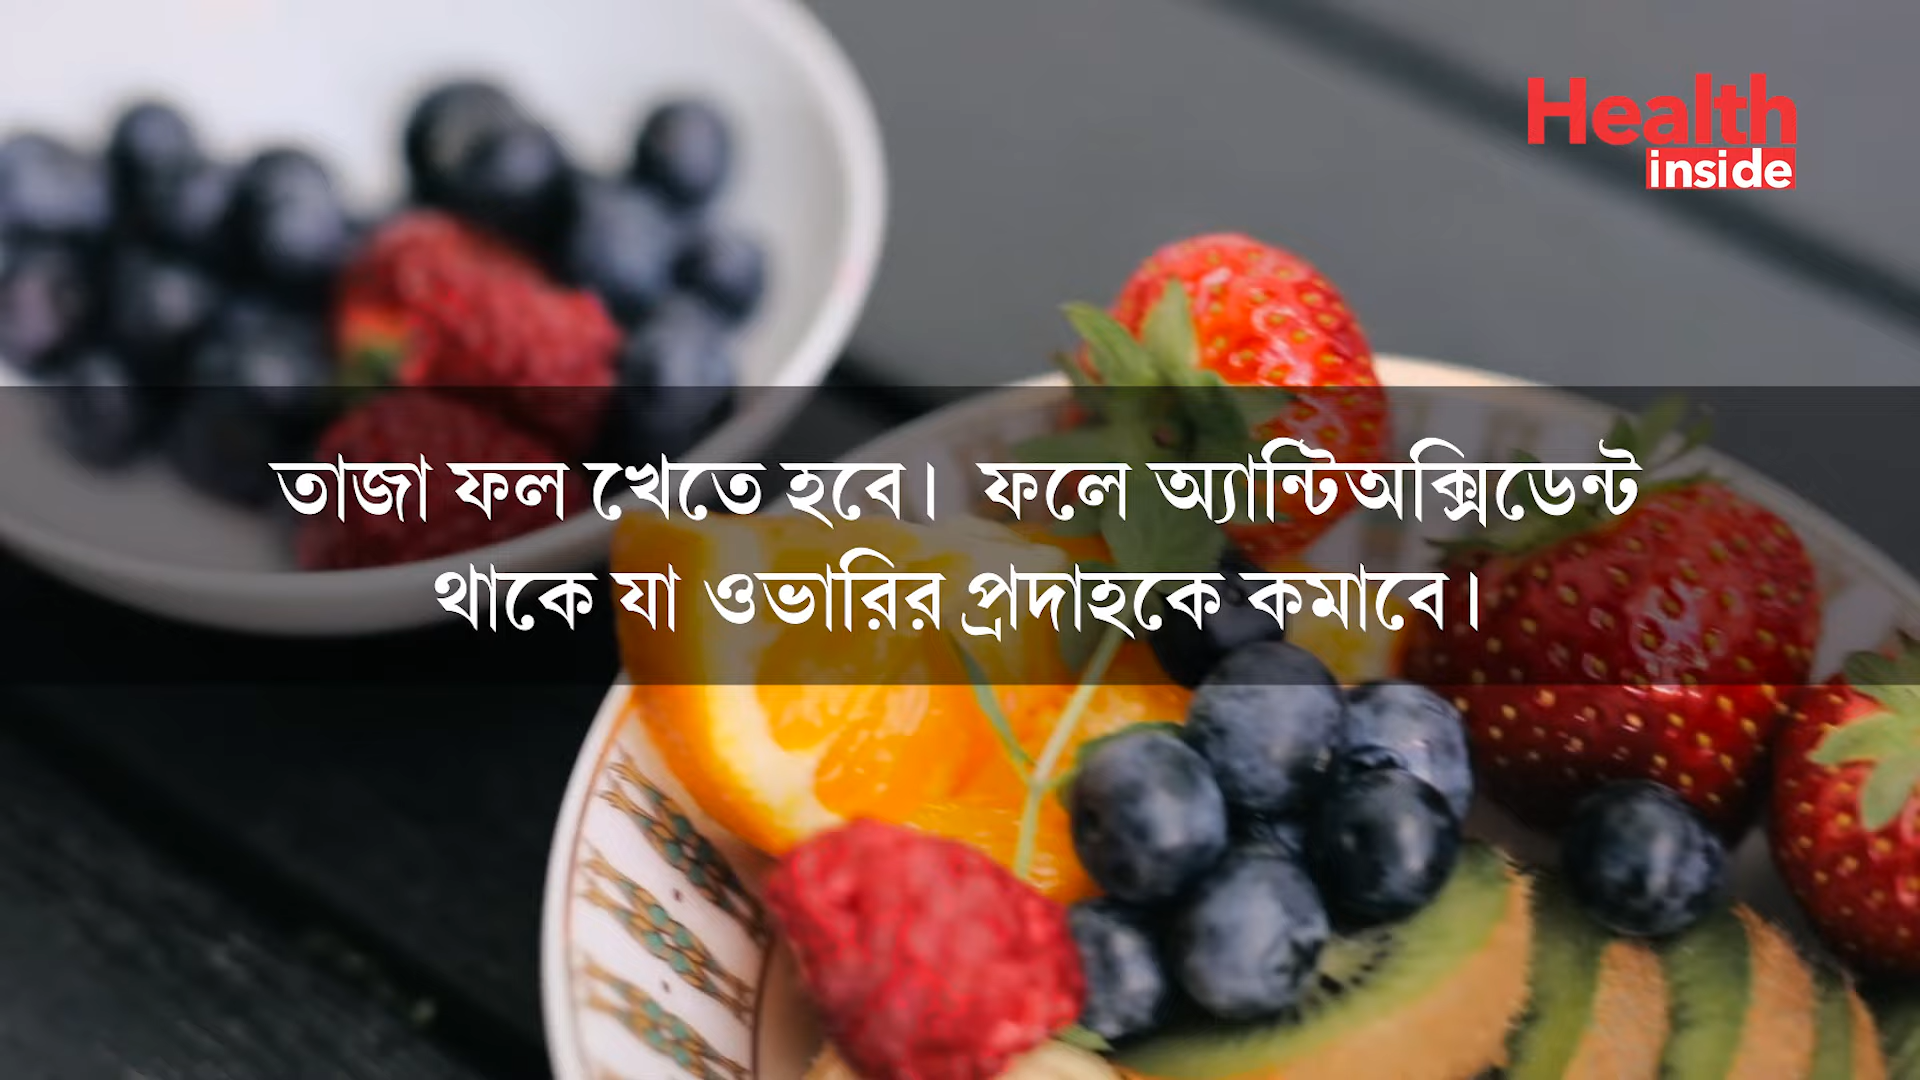 Health
inside
তাজা ফল খেতে হবে। ফলে অ্যান্টিঅক্সিডেন্ট
থাকে যা ওভারির প্রদাহকে কমাবে।